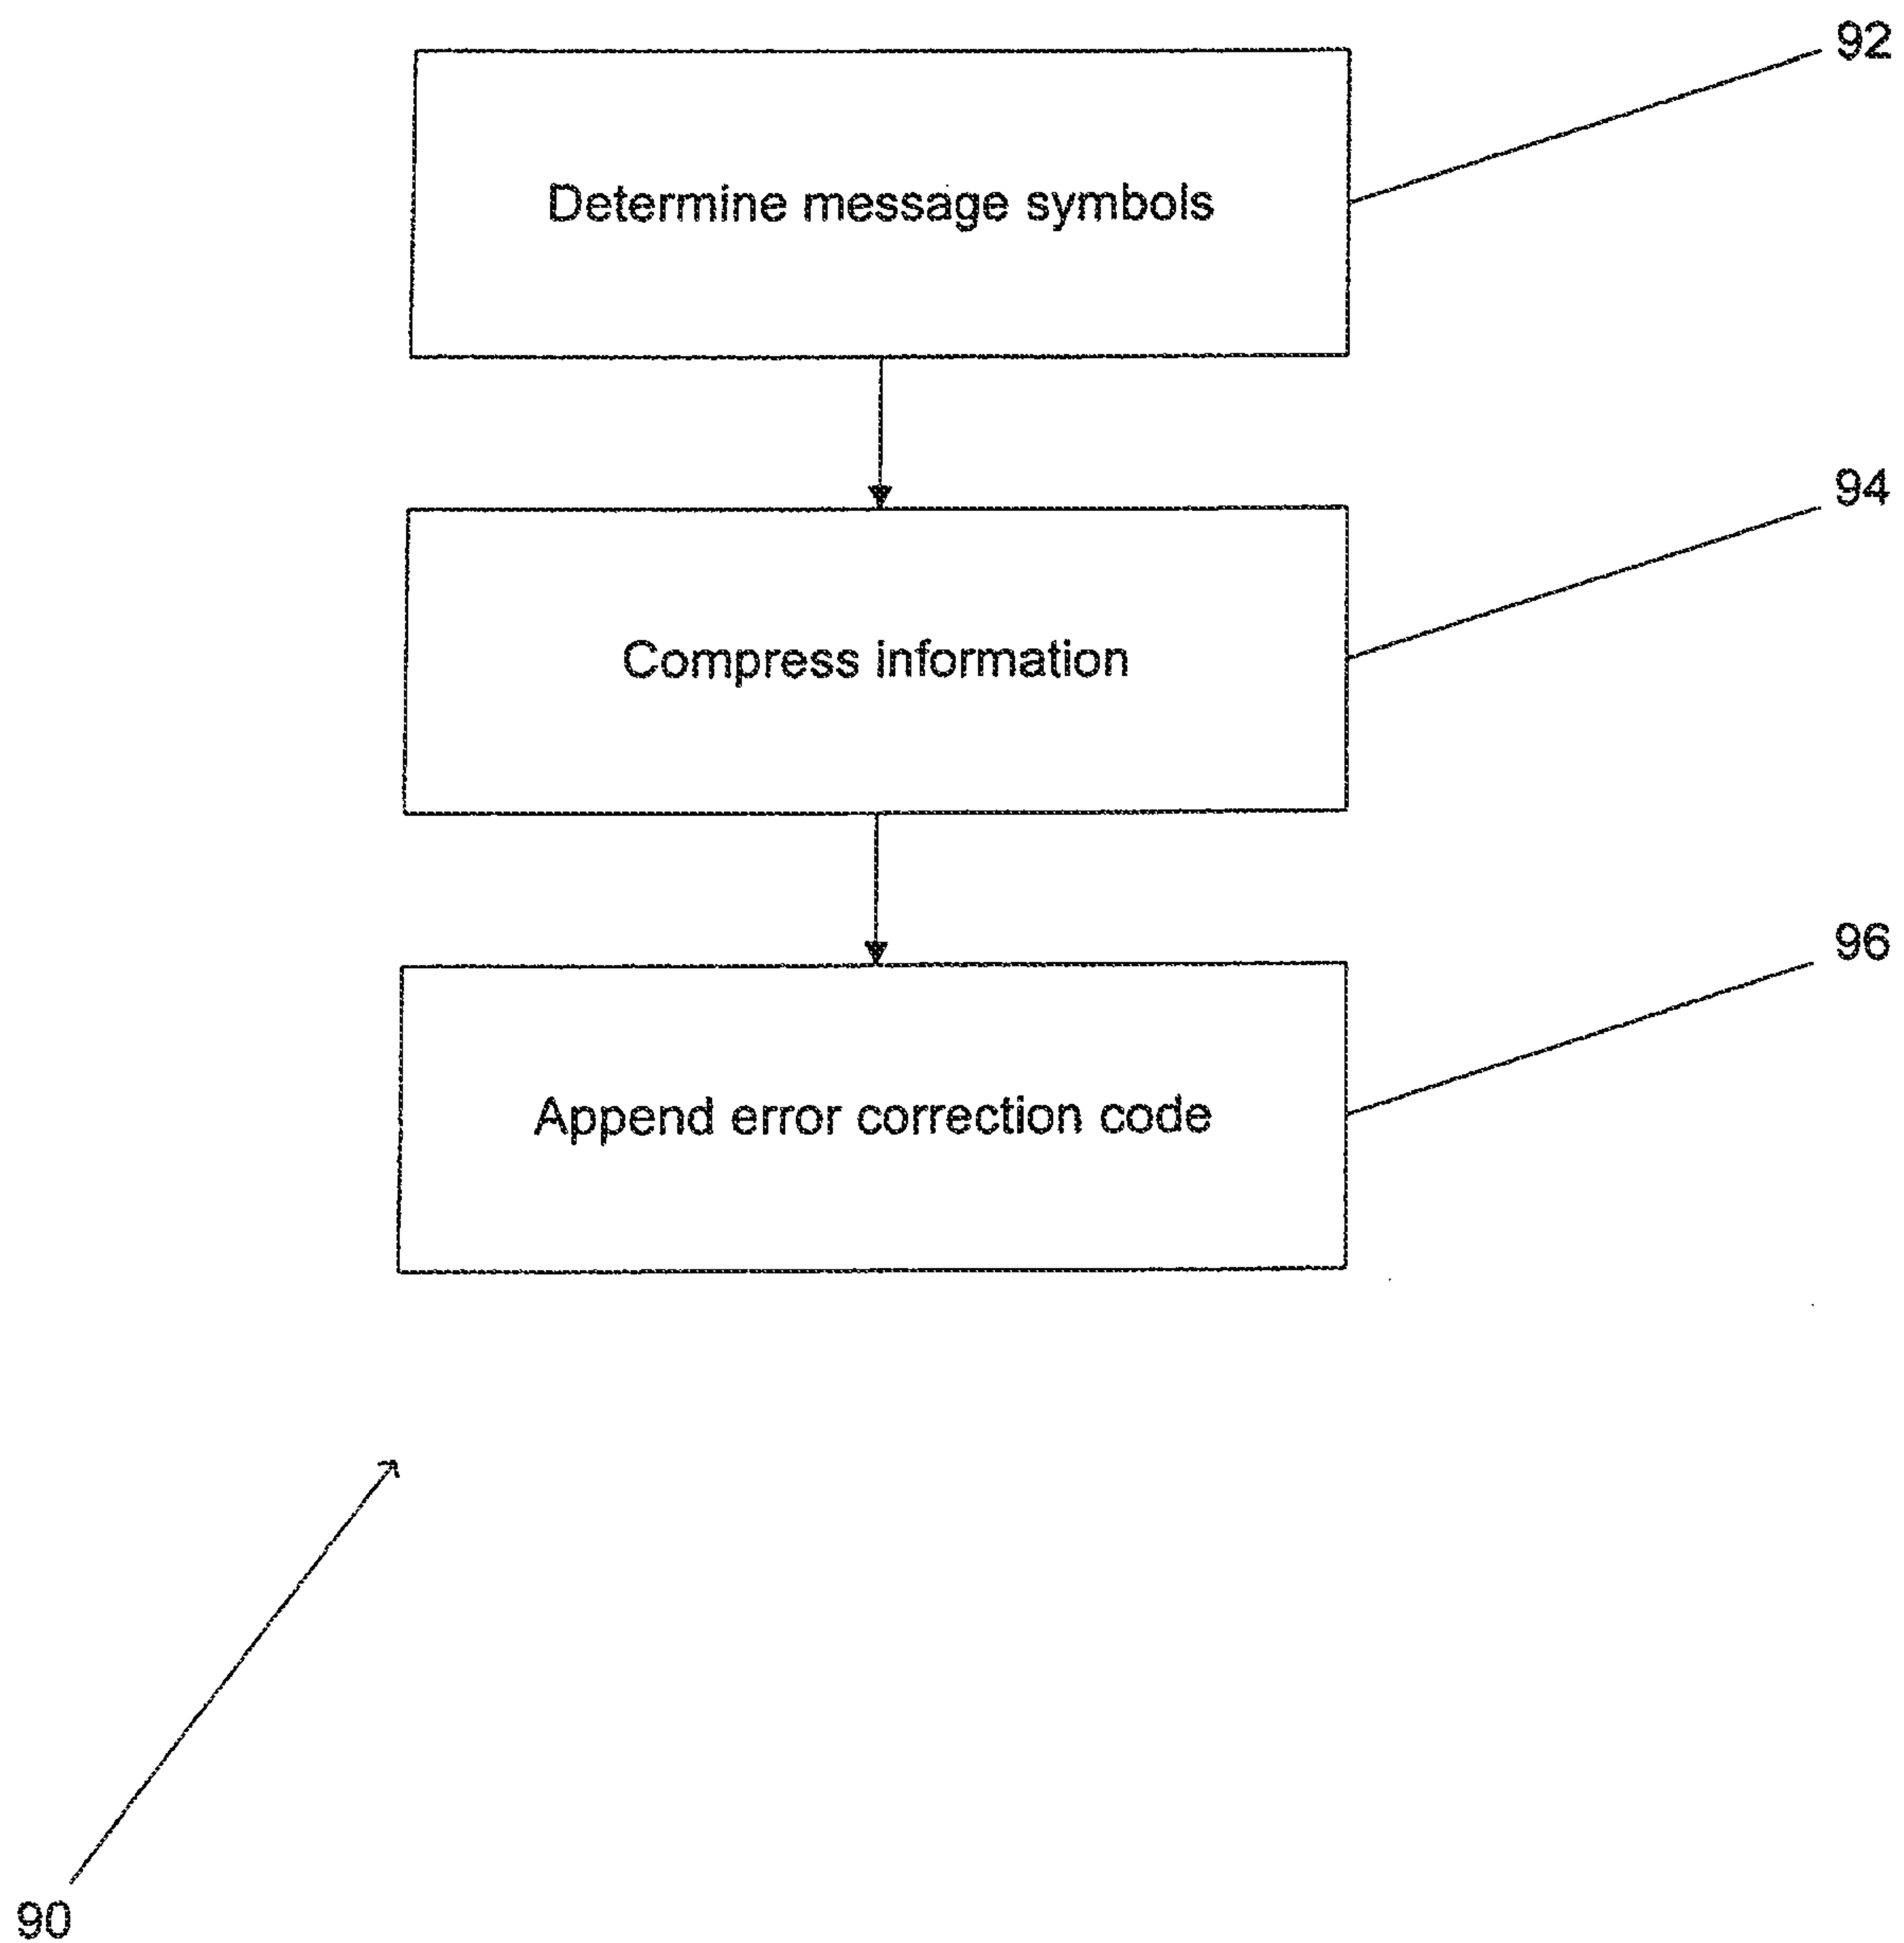 92
Determine message symbols
94
Compress information
96
Append error correction code
90